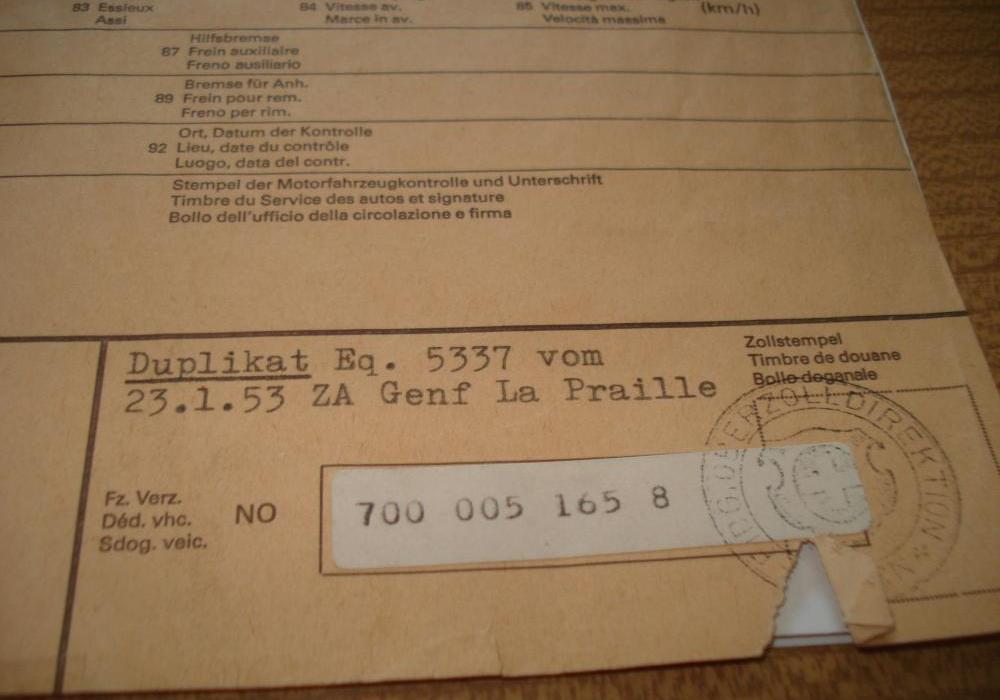 83 Essieux
Assi
84 Vitesse av.
Marce in av.
85 Vitesse max. (km/h)
Velocità massima
Hilfsbremse
87 Frein auxiliaire
Freno ausiliario
Bremse für Anh.
89 Frein pour rem.
Freno per rim.
Ort, Datum der Kontrolle
92 Lieu, date du contrôle
Luogo, data del contr.
Stempel der Motorfahrzeugkontrolle und Unterschrift
Timbre du Service des autos et signature
Bollo dell'ufficio della circolazione e firma
Duplikat Eq. 5337 vom
23.1.53 ZA Genf La Praille
Zollstempel
Timbre de douane
Bollo doganale
EIDG. OBERZOLLDIREKTION
Fz. Verz.
Déd. vhc.
Sdog. veic.
NO
700 005 165 8